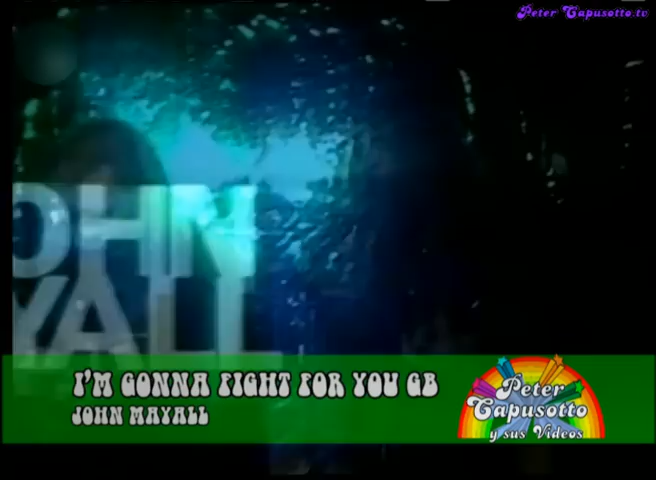 Peter Capusotto.tv
OHN
YALL
I'M GONNA FIGHT FOR YOU GB
JOHN MAYALL
Peter
Capusotto
y sus Videos